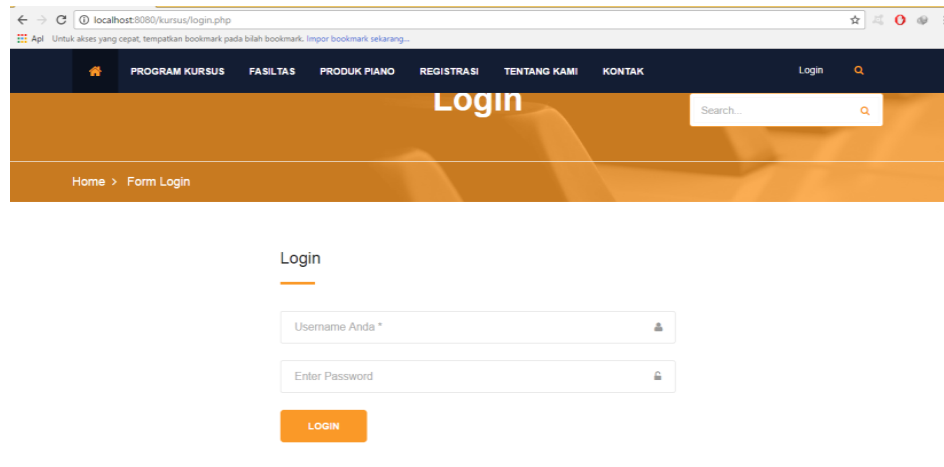 localhost:8080/kursus/login.php
Apl Untuk akses yang cepat, tempatkan bookmark pada bilah bookmark. Impor bookmark sekarang...
PROGRAM KURSUS FASILTAS PRODUK PIANO REGISTRASI TENTANG KAMI KONTAK Login
Login
Search...
Home > Form Login
Login
Username Anda *
Enter Password
LOGIN